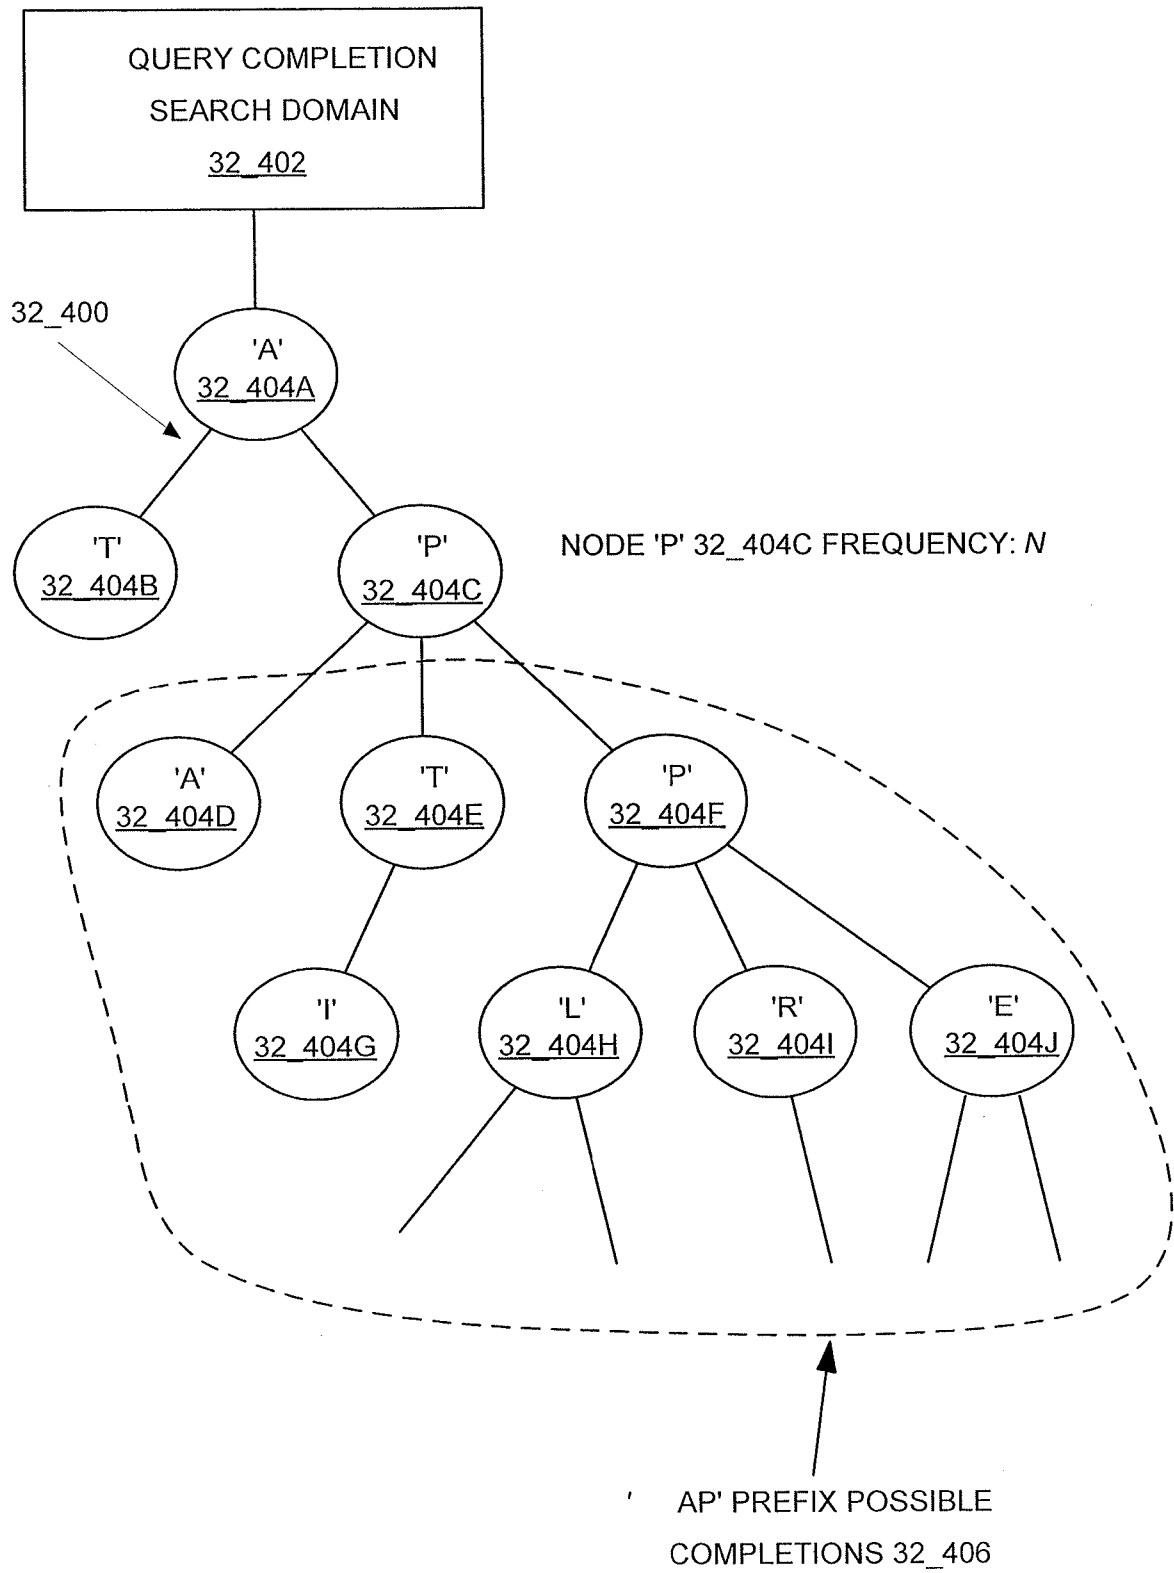 QUERY COMPLETION
SEARCH DOMAIN
32_402
32_400
'A'
32_404A
'T'
32_404B
'P'
32_404C
NODE 'P' 32_404C FREQUENCY: N
'A'
32_404D
'T'
32_404E
'P'
32_404F
'I'
32_404G
'L'
32_404H
'R'
32_404I
'E'
32_404J
' AP' PREFIX POSSIBLE
COMPLETIONS 32_406